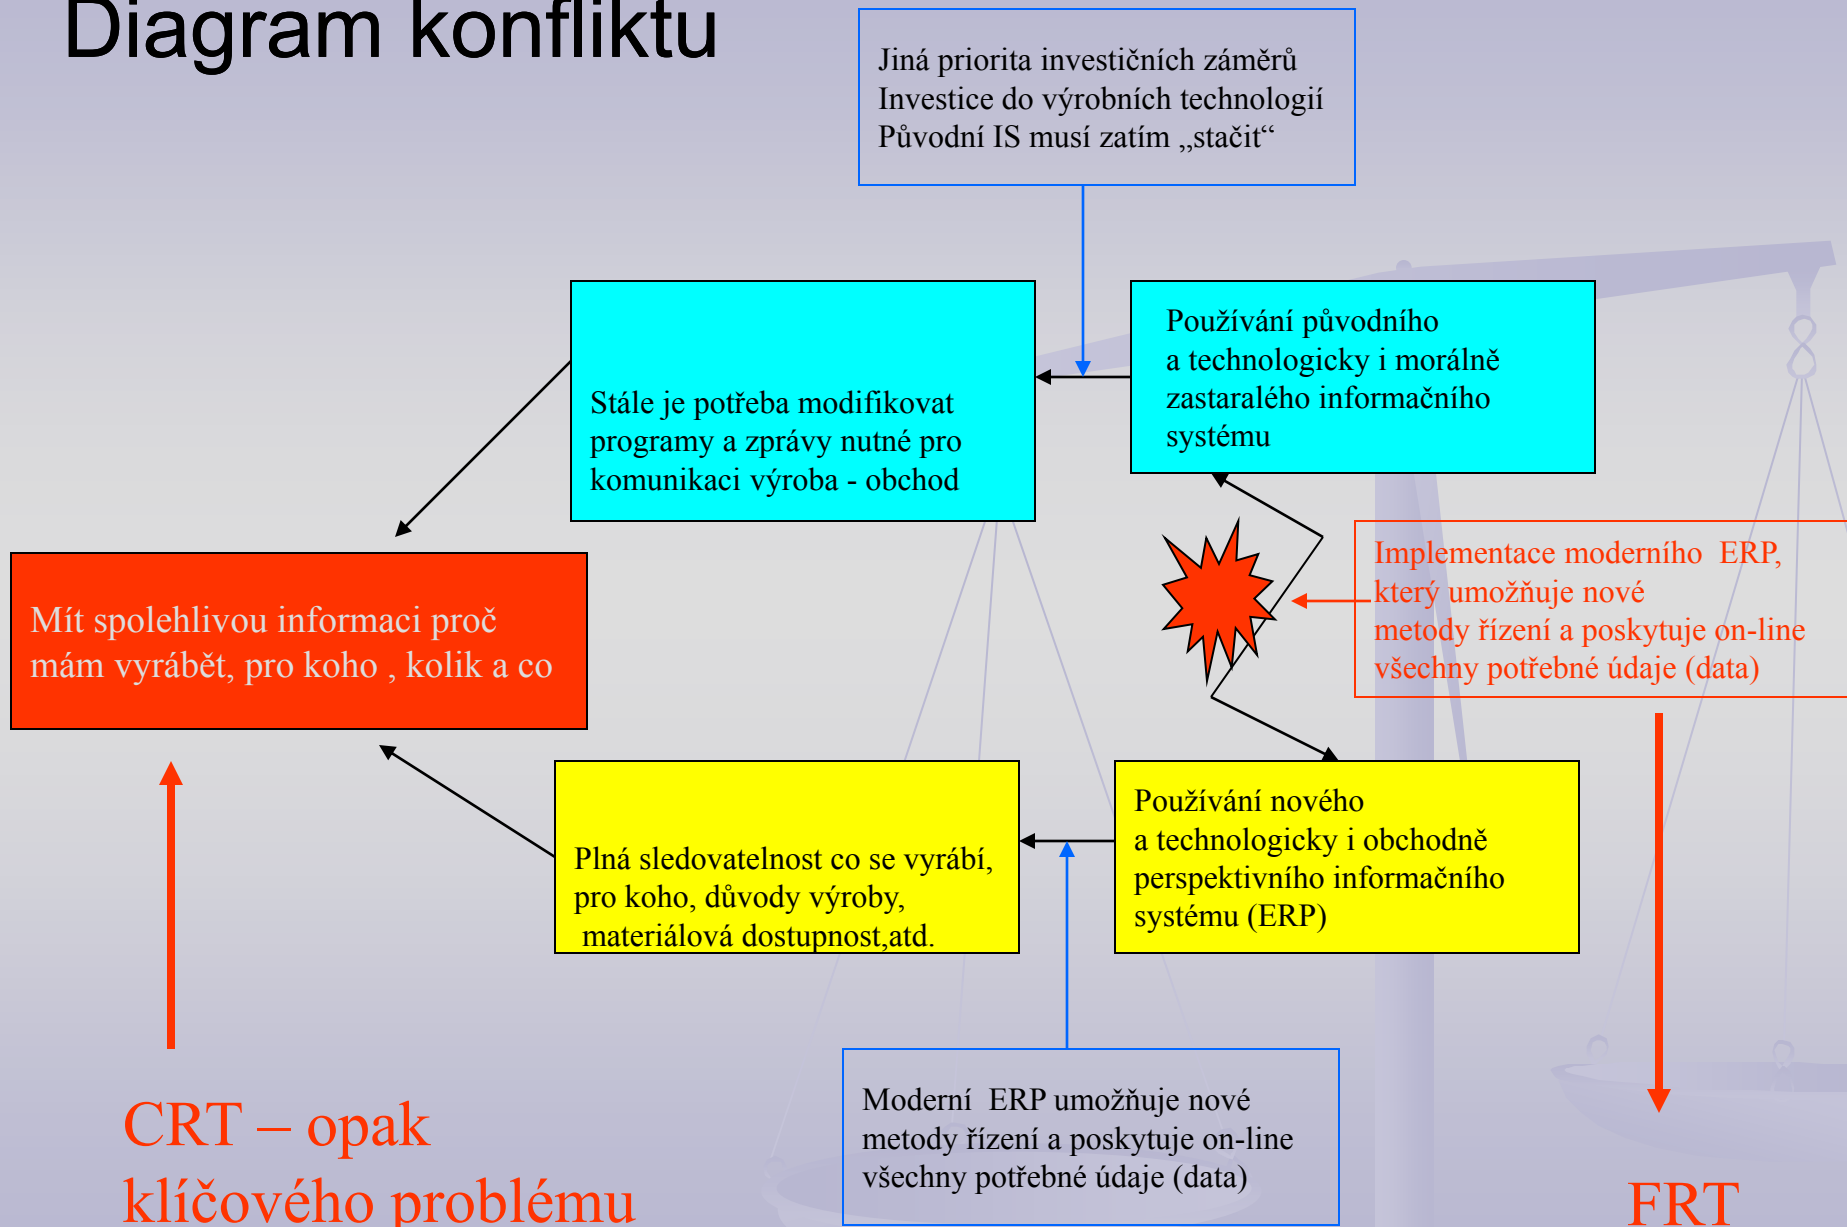 Diagram konfliktu
Jiná priorita investičních záměrů
Investice do výrobních technologií
Původní IS musí zatím „stačit“
Stále je potřeba modifikovat
programy a zprávy nutné pro
komunikaci výroba - obchod
Používání původního
a technologicky i morálně
zastaralého informačního
systému
Mít spolehlivou informaci proč
mám vyrábět, pro koho , kolik a co
Implementace moderního  ERP,
který umožňuje nové
metody řízení a poskytuje on-line
všechny potřebné údaje (data)
Plná sledovatelnost co se vyrábí,
pro koho, důvody výroby,
materiálová dostupnost,atd.
Používání nového
a technologicky i obchodně
perspektivního informačního
systému (ERP)
CRT – opak
klíčového problému
Moderní  ERP umožňuje nové
metody řízení a poskytuje on-line
všechny potřebné údaje (data)
FRT